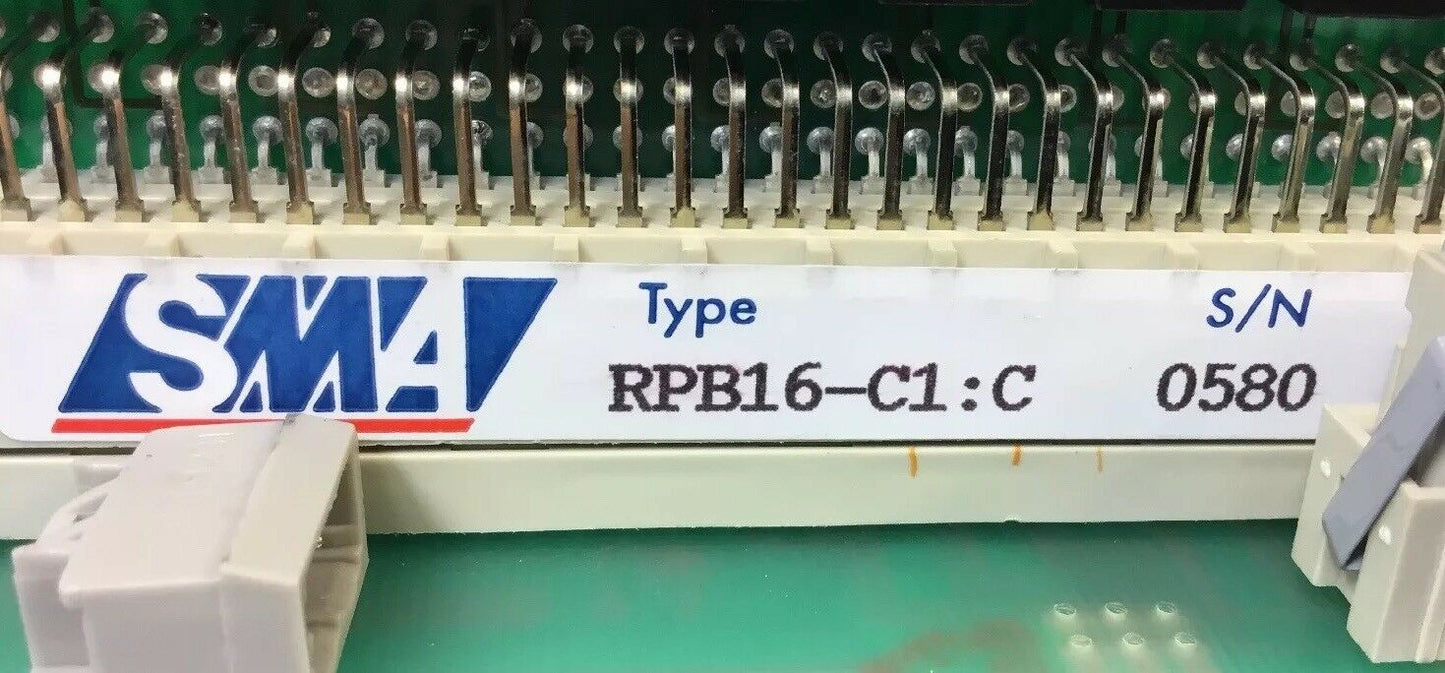 SMA
Type S/N
RPB16-C1:C 0580